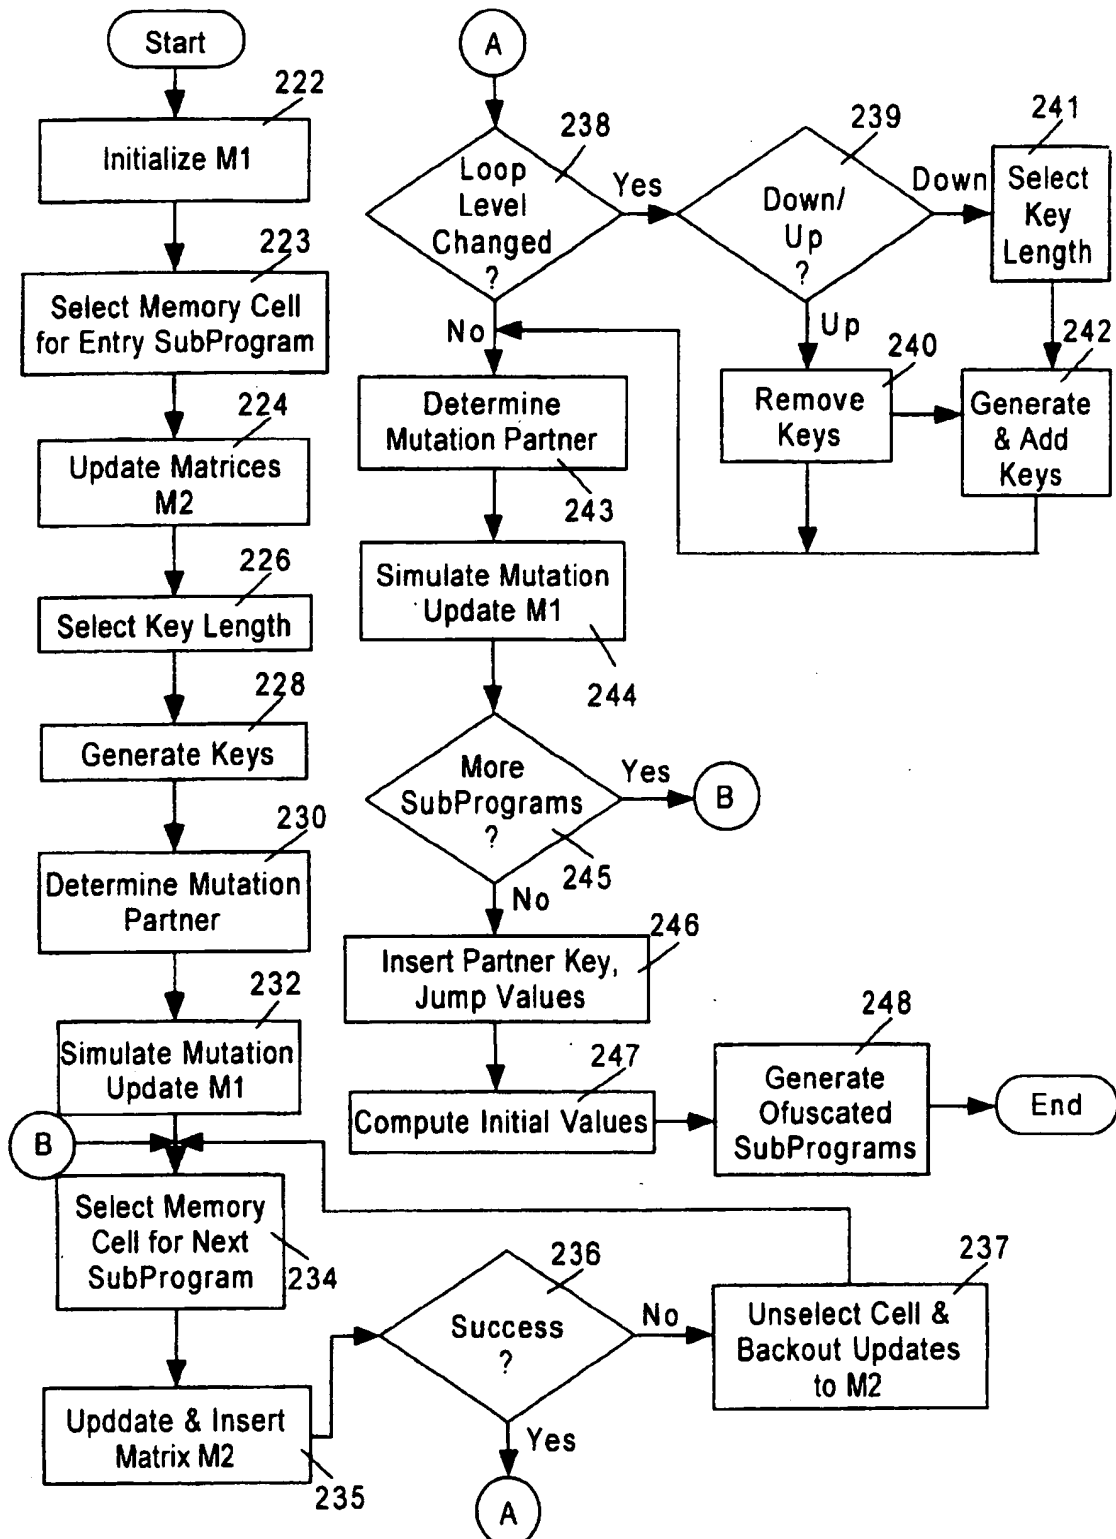 Start
222
Initialize M1
223
Select Memory Cell
for Entry SubProgram
224
Update Matrices
M2
226
Select Key Length
228
Generate Keys
230
Determine Mutation
Partner
232
Simulate Mutation
Update M1
B
Select Memory
Cell for Next
SubProgram
234
Upddate & Insert
Matrix M2
235
236
Success
?
No
Yes
A
237
Unselect Cell &
Backout Updates
to M2
A
238
Loop
Level
Changed
?
Yes
No
239
Down/
Up
?
Down
Up
241
Select
Key
Length
240
Remove
Keys
242
Generate
& Add
Keys
Determine
Mutation Partner
243
Simulate Mutation
Update M1
244
More
SubPrograms
?
245
Yes
B
No
246
Insert Partner Key,
Jump Values
247
Compute Initial Values
248
Generate
Ofuscated
SubPrograms
End